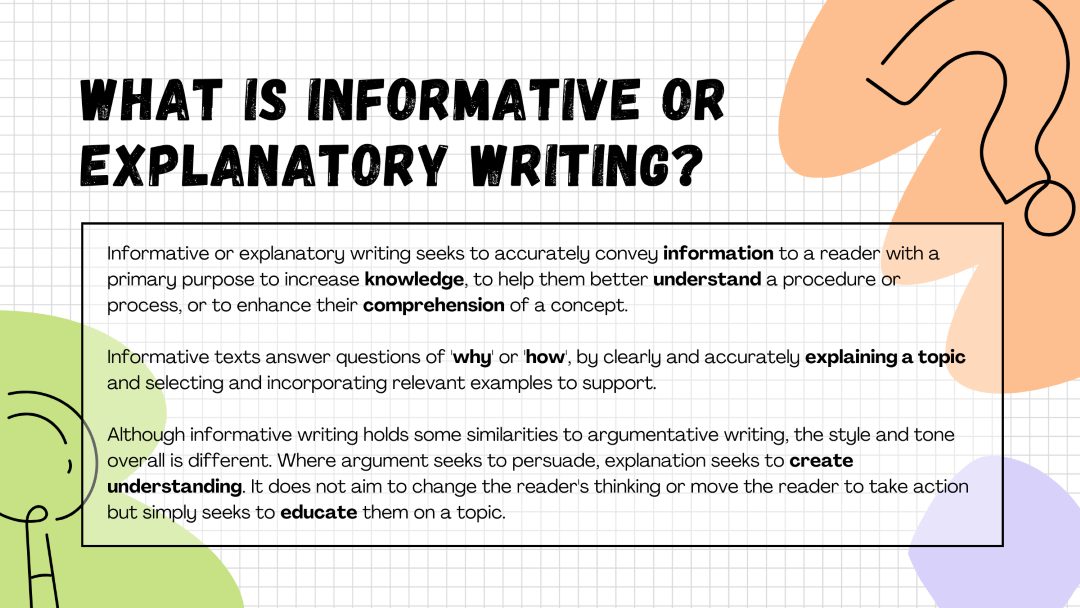 WHAT IS INFORMATIVE OR
EXPLANATORY WRITING?
Informative or explanatory writing seeks to accurately convey information to a reader with a
primary purpose to increase knowledge, to help them better understand a procedure or
process, or to enhance their comprehension of a concept.
Informative texts answer questions of 'why' or 'how', by clearly and accurately explaining a topic
and selecting and incorporating relevant examples to support.
Although informative writing holds some similarities to argumentative writing, the style and tone
overall is different. Where argument seeks to persuade, explanation seeks to create
understanding. It does not aim to change the reader's thinking or move the reader to take action
but simply seeks to educate them on a topic.